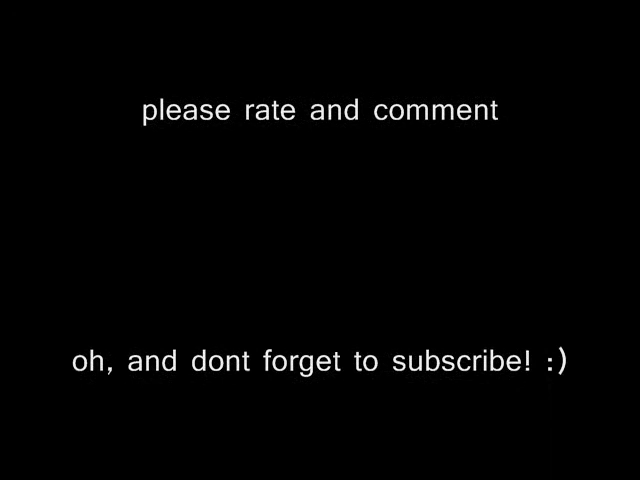 please rate and comment
oh, and dont forget to subscribe! :)